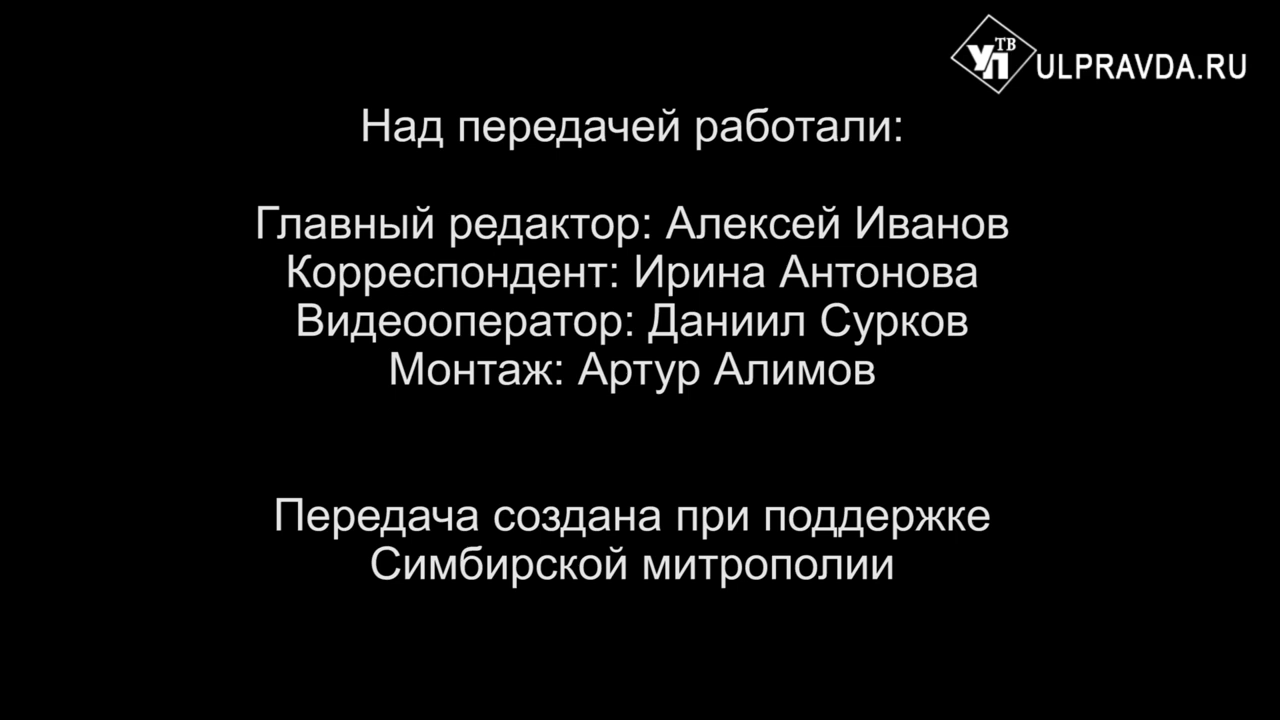 ТВ
УП
ULPRAVDA.RU
Над передачей работали:
Главный редактор: Алексей Иванов
Корреспондент: Ирина Антонова
Видеооператор: Даниил Сурков
Монтаж: Артур Алимов
Передача создана при поддержке
Симбирской митрополии